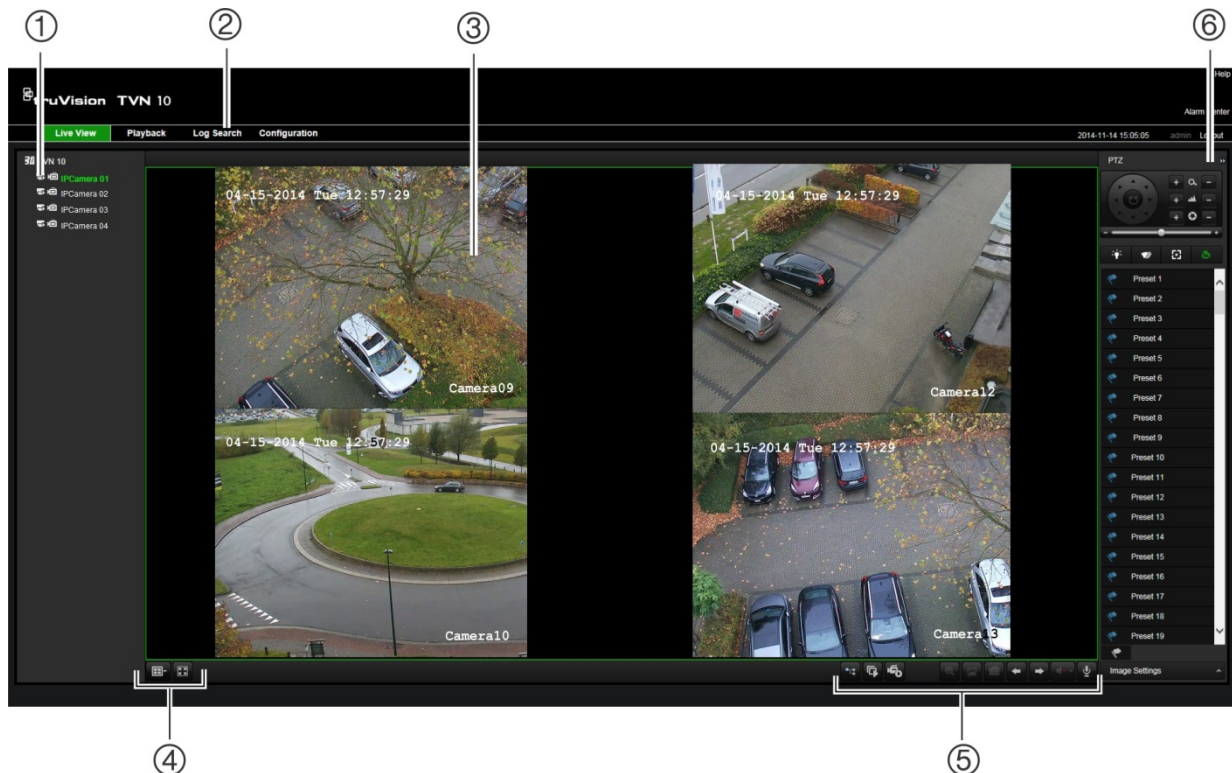 ① ② ③ ⑥
Help
truVision TVN 10
Alarm Center
Live View Playback Log Search Configuration
2014-11-14 15:05:05 admin Logout
TVN 10
IPCamera 01
IPCamera 02
IPCamera 03
IPCamera 04
04-15-2014 Tue 12:57:29
Camera09
04-15-2014 Tue 12:57:29
Camera12
04-15-2014 Tue 12:57:29
Camera10
04-15-2014 Tue 12:57:29
Camera13
PTZ
Preset 1
Preset 2
Preset 3
Preset 4
Preset 5
Preset 6
Preset 7
Preset 8
Preset 9
Preset 10
Preset 11
Preset 12
Preset 13
Preset 14
Preset 15
Preset 16
Preset 17
Preset 18
Preset 19
Image Settings
④ ⑤